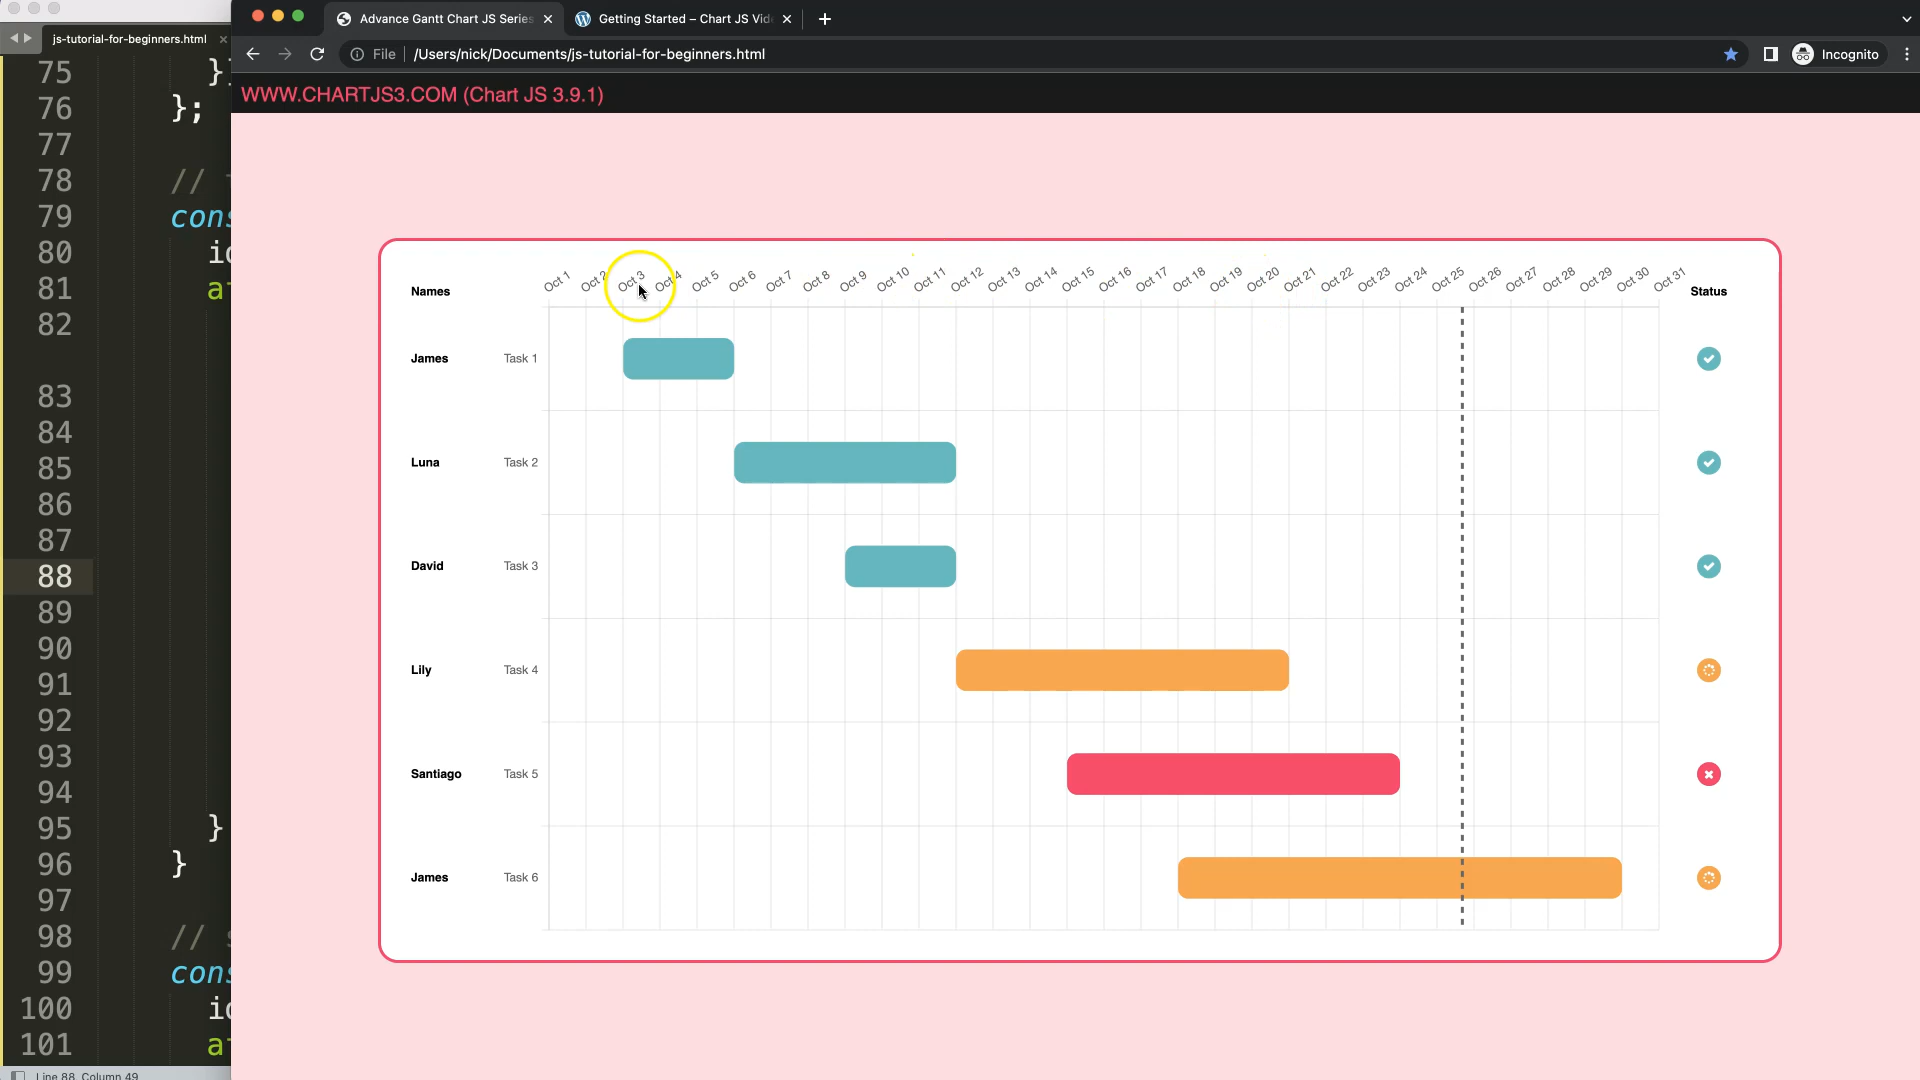 js-tutorial-for-beginners.html
Advance Gantt Chart JS Series
Getting Started – Chart JS Vid
File
/Users/nick/Documents/js-tutorial-for-beginners.html
Incognito
WWW.CHARTJS3.COM (Chart JS 3.9.1)
75 }]
76 };
77
78 //
79 cons
80 id
81 a
82
83
84
85
86
87
88
89
90
91
92
93
94
95 }
96 }
97
98 // s
99 cons
100 id
101 a
Line 88, Column 49
Names
Oct 1 Oct 2 Oct 3 Oct 4 Oct 5 Oct 6 Oct 7 Oct 8 Oct 9 Oct 10 Oct 11 Oct 12 Oct 13 Oct 14 Oct 15 Oct 16 Oct 17 Oct 18 Oct 19 Oct 20 Oct 21 Oct 22 Oct 23 Oct 24 Oct 25 Oct 26 Oct 27 Oct 28 Oct 29 Oct 30 Oct 31
Status
James Task 1
Luna Task 2
David Task 3
Lily Task 4
Santiago Task 5
James Task 6